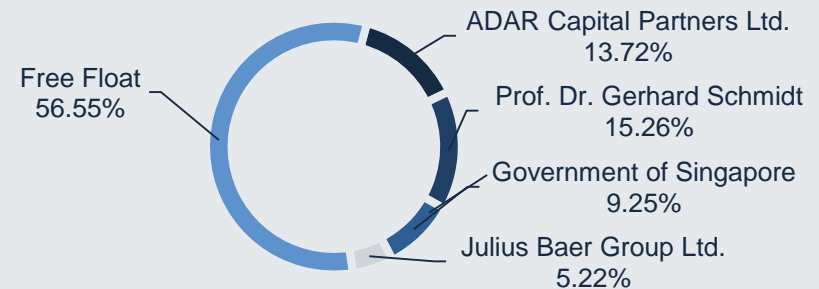 ADAR Capital Partners Ltd.
13.72%
Free Float
56.55%
Prof. Dr. Gerhard Schmidt
15.26%
Government of Singapore
9.25%
Julius Baer Group Ltd.
5.22%